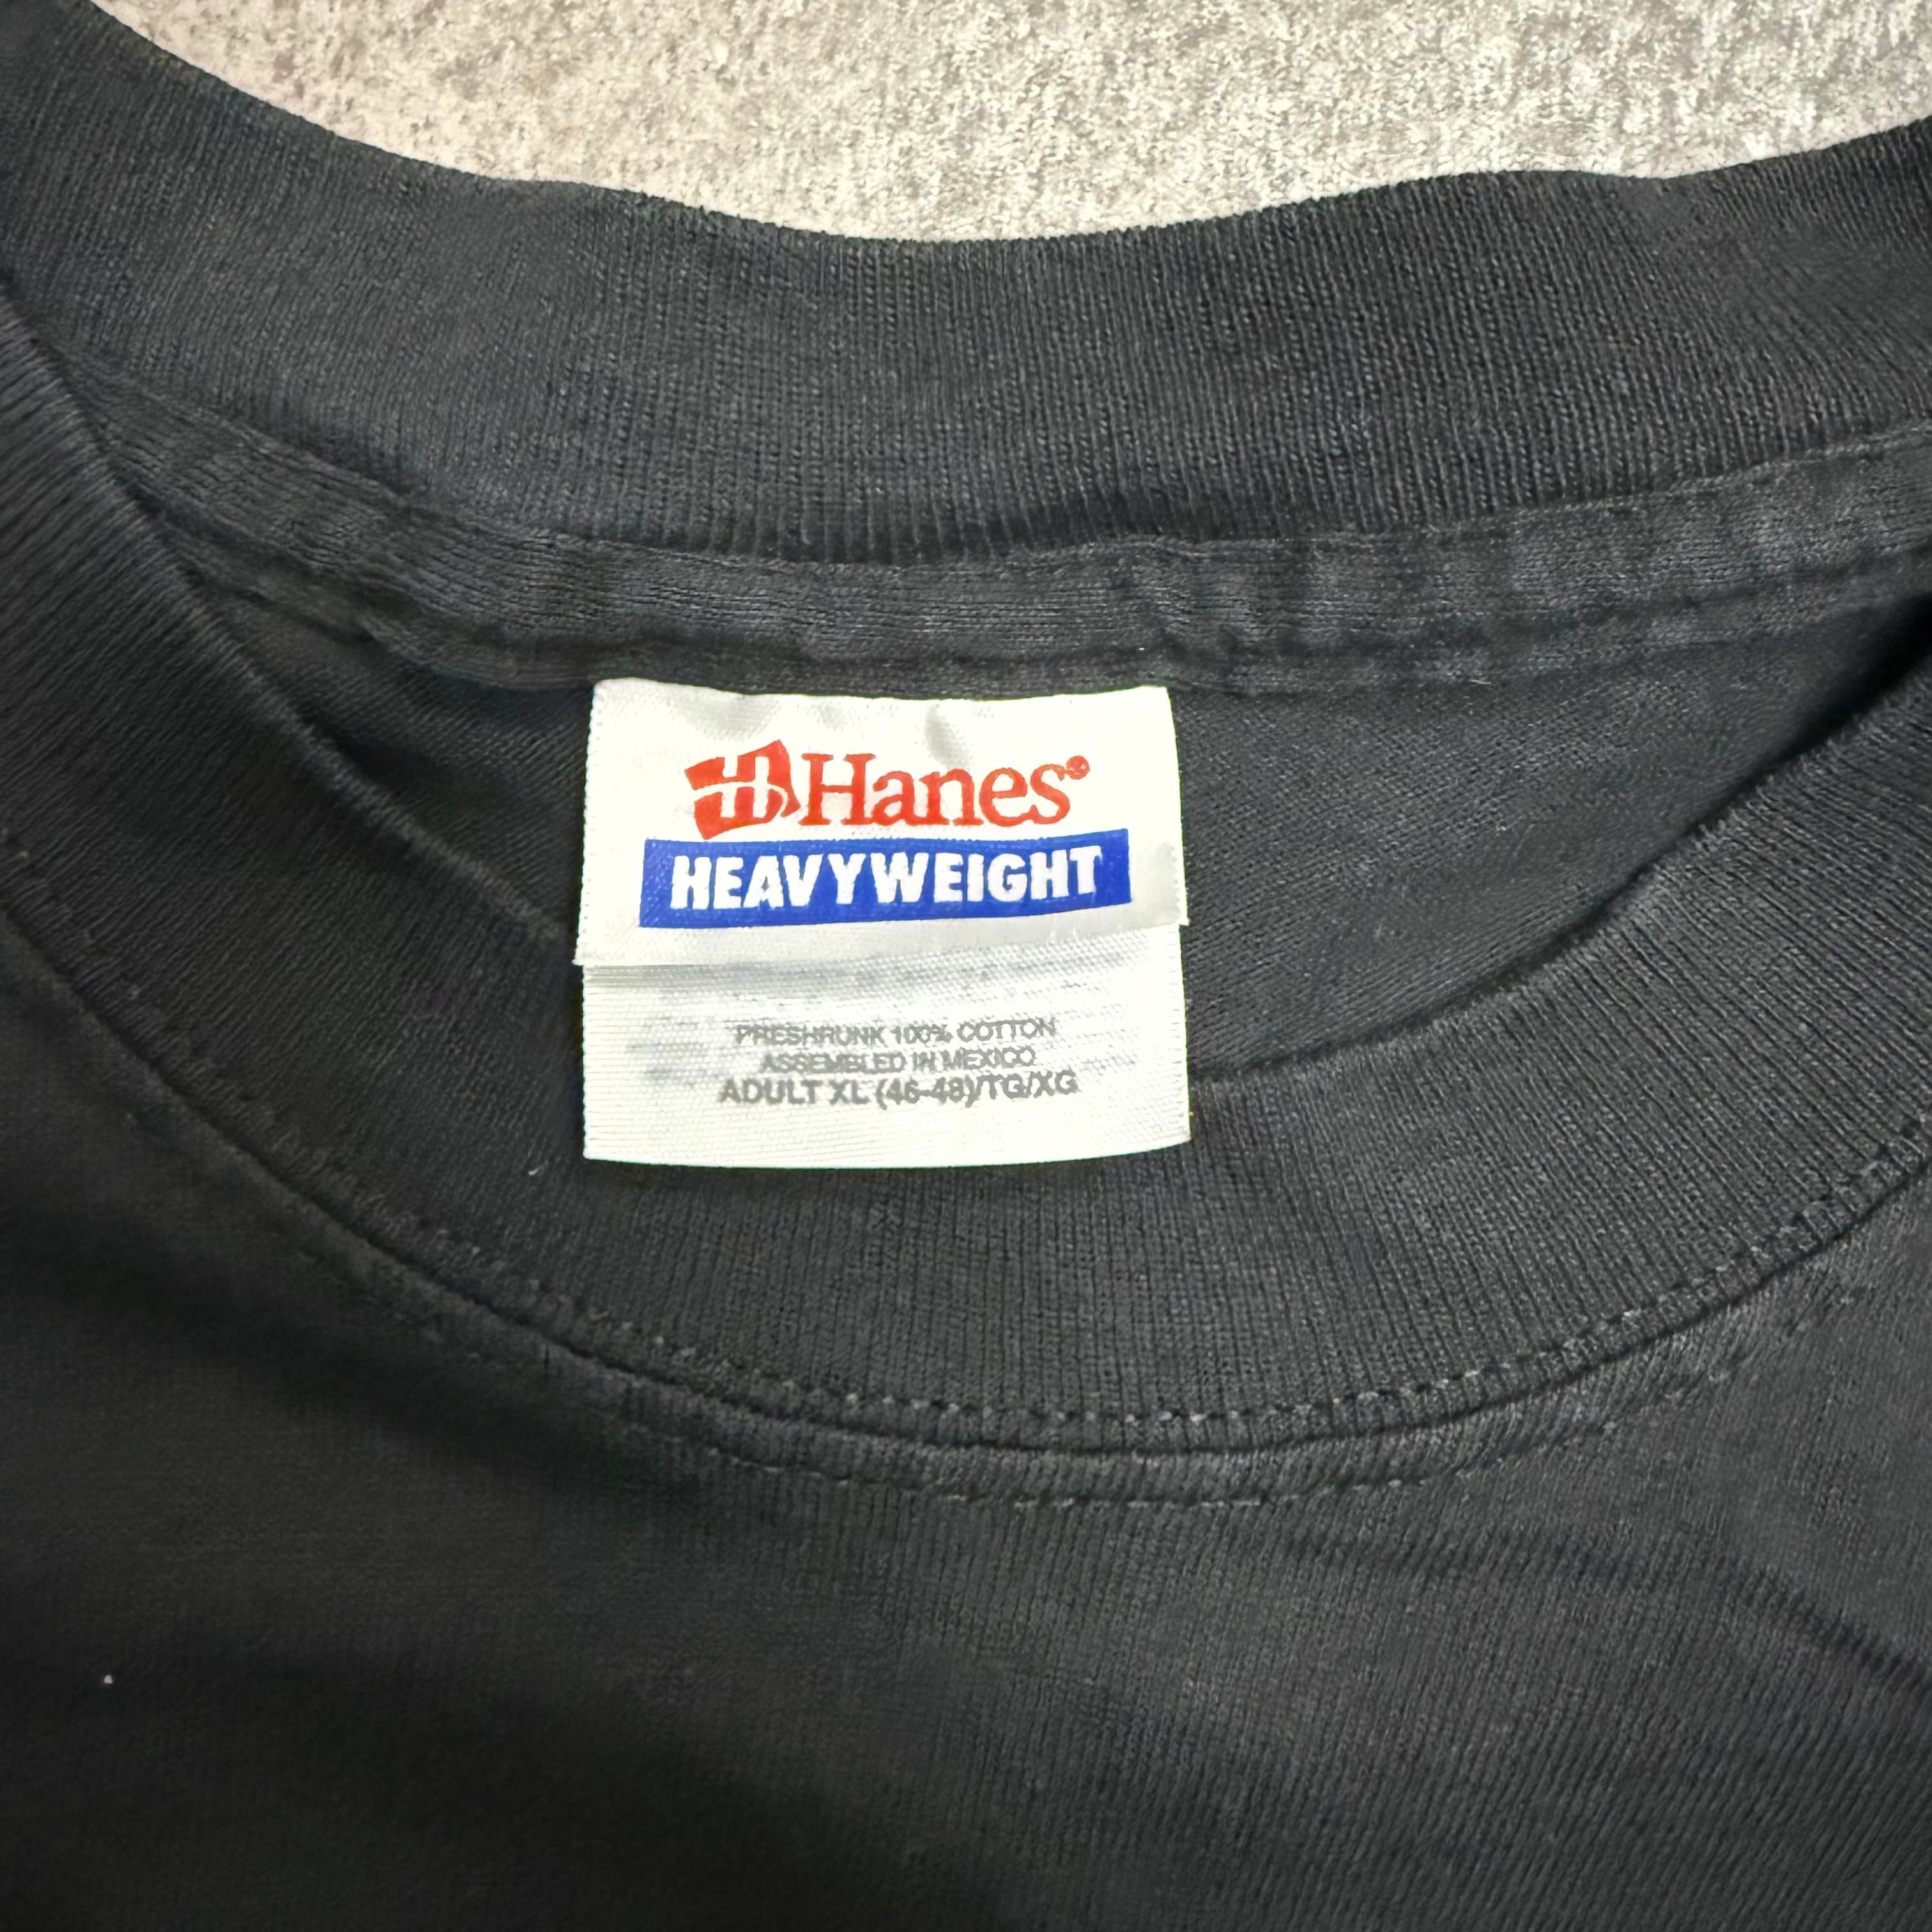 Hanes®
HEAVYWEIGHT
PRESHRUNK 100% COTTON
ASSEMBLED IN MEXICO
ADULT XL (46-48)/TG/XG